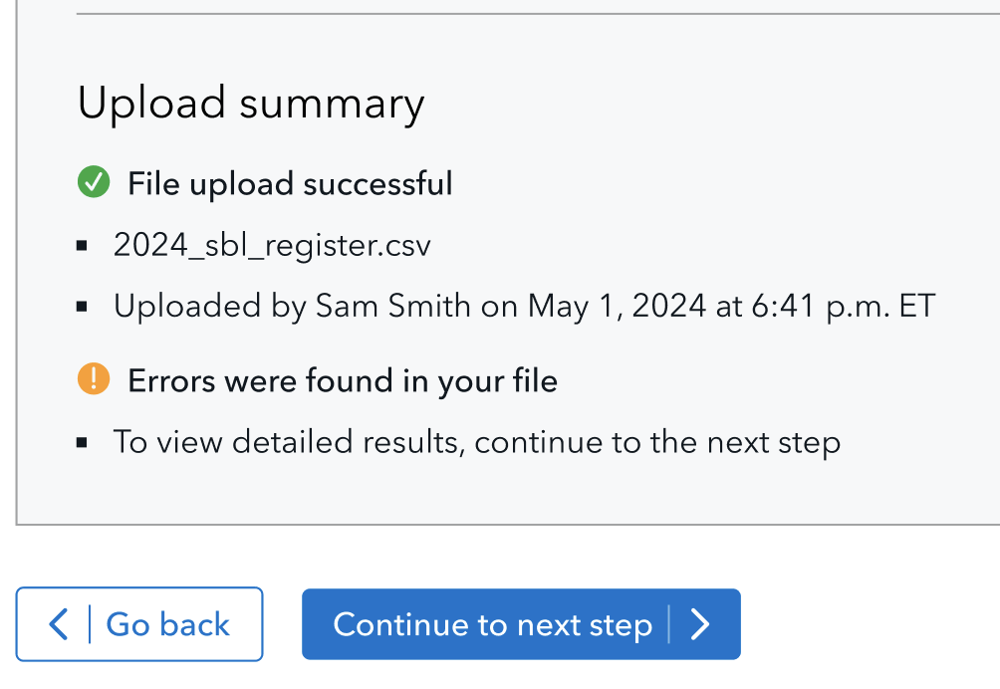 Upload summary
File upload successful
2024_sbl_register.csv
Uploaded by Sam Smith on May 1, 2024 at 6:41 p.m. ET
Errors were found in your file
To view detailed results, continue to the next step
Go back
Continue to next step